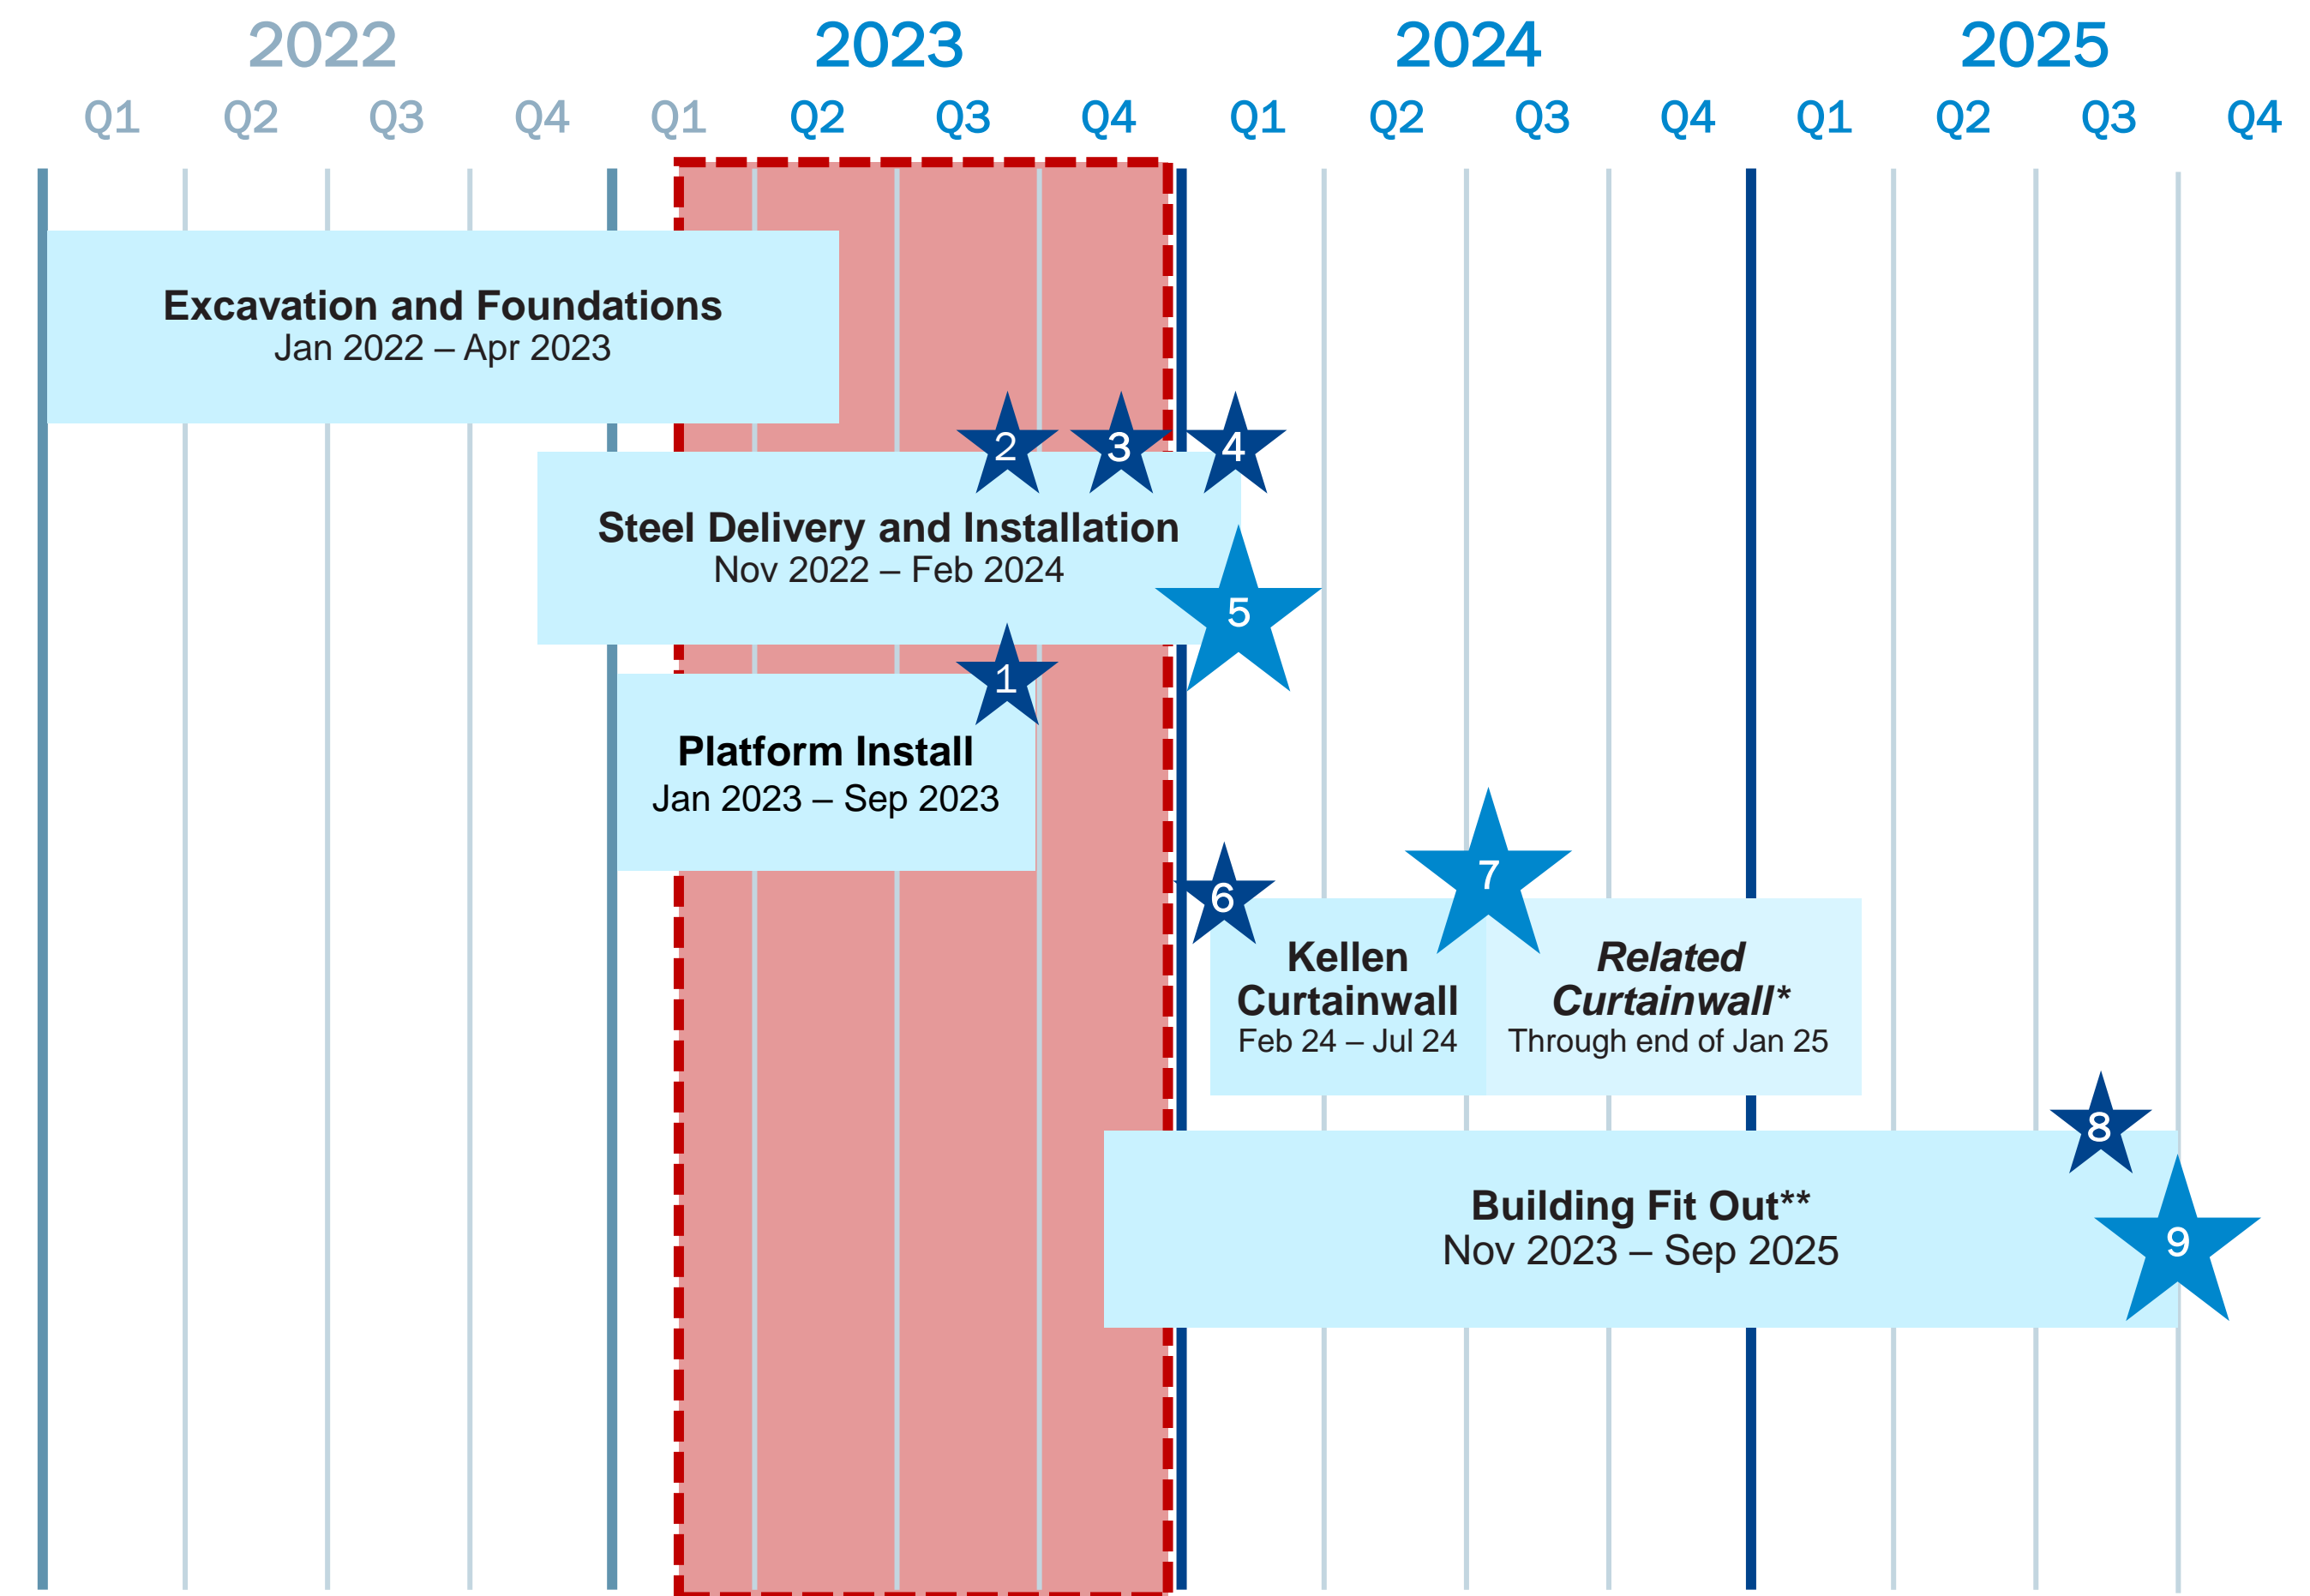 2022 2023 2024 2025
Q1 Q2 Q3 Q4 Q1 Q2 Q3 Q4 Q1 Q2 Q3 Q4 Q1 Q2 Q3 Q4
Excavation and Foundations
Jan 2022 – Apr 2023
2 3 4
Steel Delivery and Installation
Nov 2022 – Feb 2024
5
1
Platform Install
Jan 2023 – Sep 2023
7
6
Kellen
Curtainwall
Feb 24 – Jul 24
Related
Curtainwall*
Through end of Jan 25
8
Building Fit Out**
Nov 2023 – Sep 2025
9